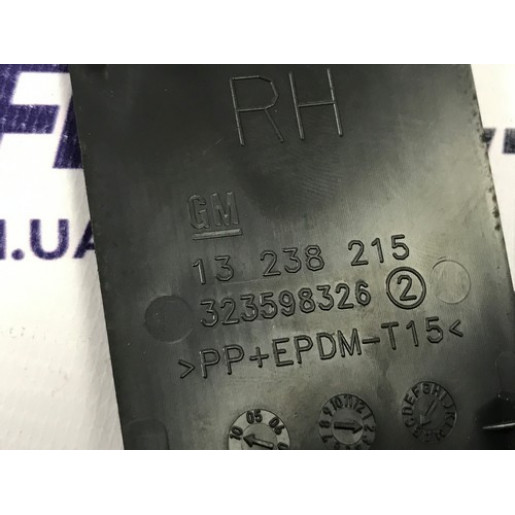 RH
GM
13 238 215
323598326 2
>PP+EPDM-T15<
.UA